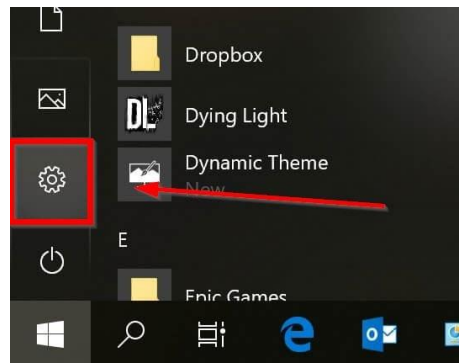 Dropbox
DL
Dying Light
Dynamic Theme
New
E
Epic Games